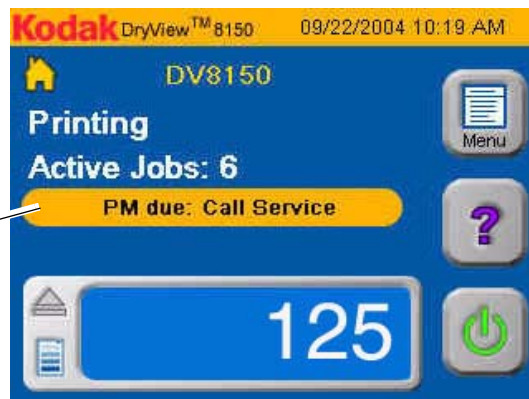 Kodak DryView™ 8150 09/22/2004 10:19 AM
DV8150
Printing
Active Jobs: 6
Menu
PM due: Call Service
?
125